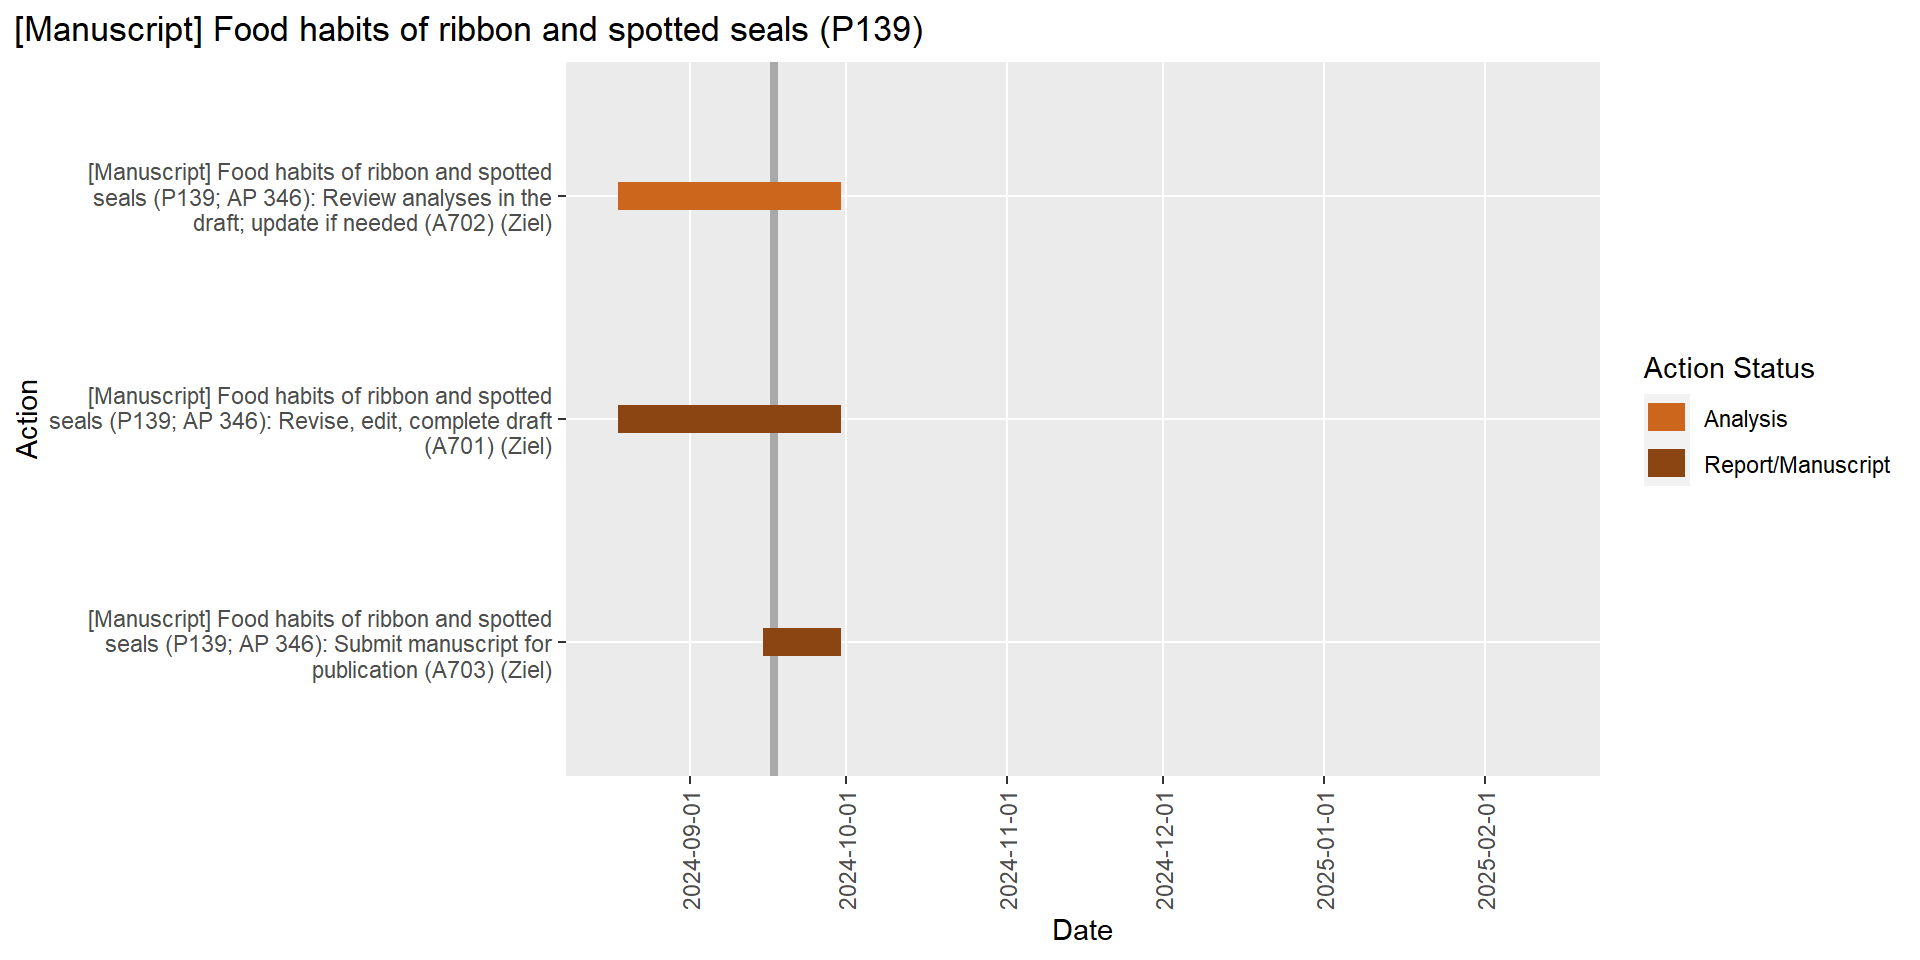 [Manuscript] Food habits of ribbon and spotted seals (P139)
[Manuscript] Food habits of ribbon and spotted
seals (P139; AP 346): Review analyses in the
draft; update if needed (A702) (Ziel)
[Manuscript] Food habits of ribbon and spotted
seals (P139; AP 346): Revise, edit, complete draft
(A701) (Ziel)
[Manuscript] Food habits of ribbon and spotted
seals (P139; AP 346): Submit manuscript for
publication (A703) (Ziel)
Action
2024-09-01
2024-10-01
2024-11-01
2024-12-01
2025-01-01
2025-02-01
Date
Action Status
Analysis
Report/Manuscript